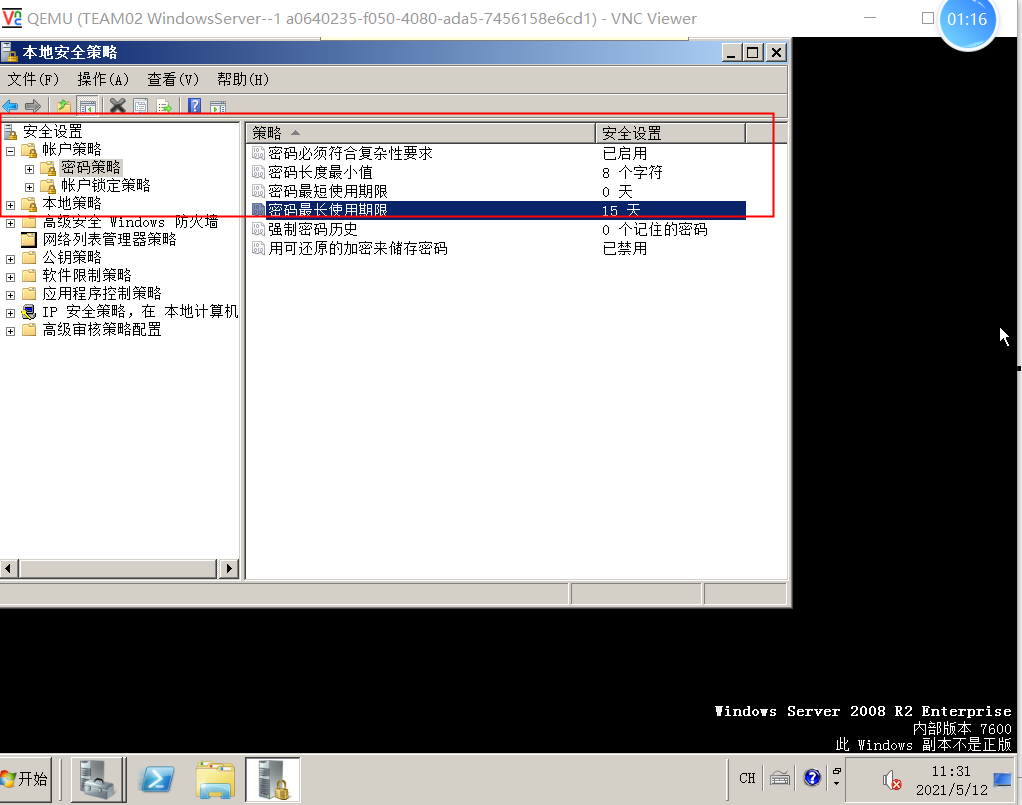 QEMU (TEAM02 WindowsServer--1 a0640235-f050-4080-ada5-7456158e6cd1) - VNC Viewer
01:16
本地安全策略
文件(F) 操作(A) 查看(V) 帮助(H)
安全设置
帐户策略
密码策略
帐户锁定策略
本地策略
高级安全 Windows 防火墙
网络列表管理器策略
公钥策略
软件限制策略
应用程序控制策略
IP 安全策略，在 本地计算机
高级审核策略配置
策略 安全设置
密码必须符合复杂性要求 已启用
密码长度最小值 8 个字符
密码最短使用期限 0 天
密码最长使用期限 15 天
强制密码历史 0 个记住的密码
用可还原的加密来储存密码 已禁用
Windows Server 2008 R2 Enterprise
内部版本 7600
此 Windows 副本不是正版
开始
CH
11:31
2021/5/12